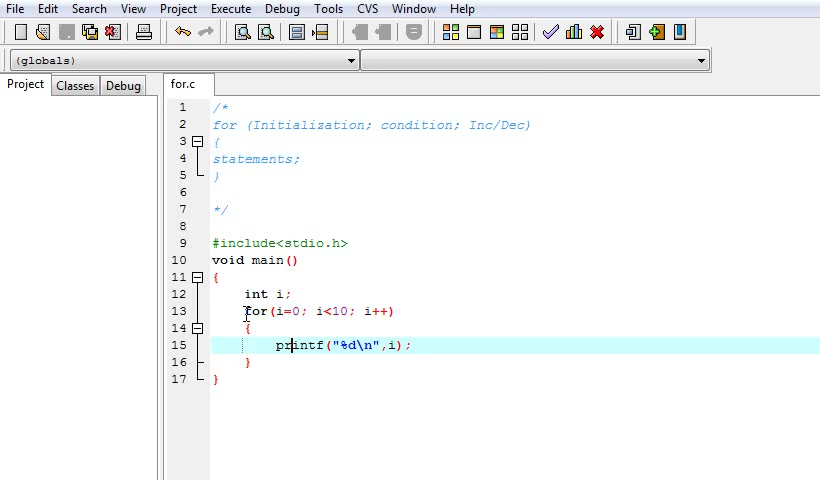 File Edit Search View Project Execute Debug Tools CVS Window Help
(globals)
Project Classes Debug for.c
1 /*
2 for (Initialization; condition; Inc/Dec)
3 {
4 statements;
5 }
6
7 */
8
9 #include<stdio.h>
10 void main()
11 {
12 int i;
13 for(i=0; i<10; i++)
14 {
15 printf("%d\n",i);
16 }
17 }